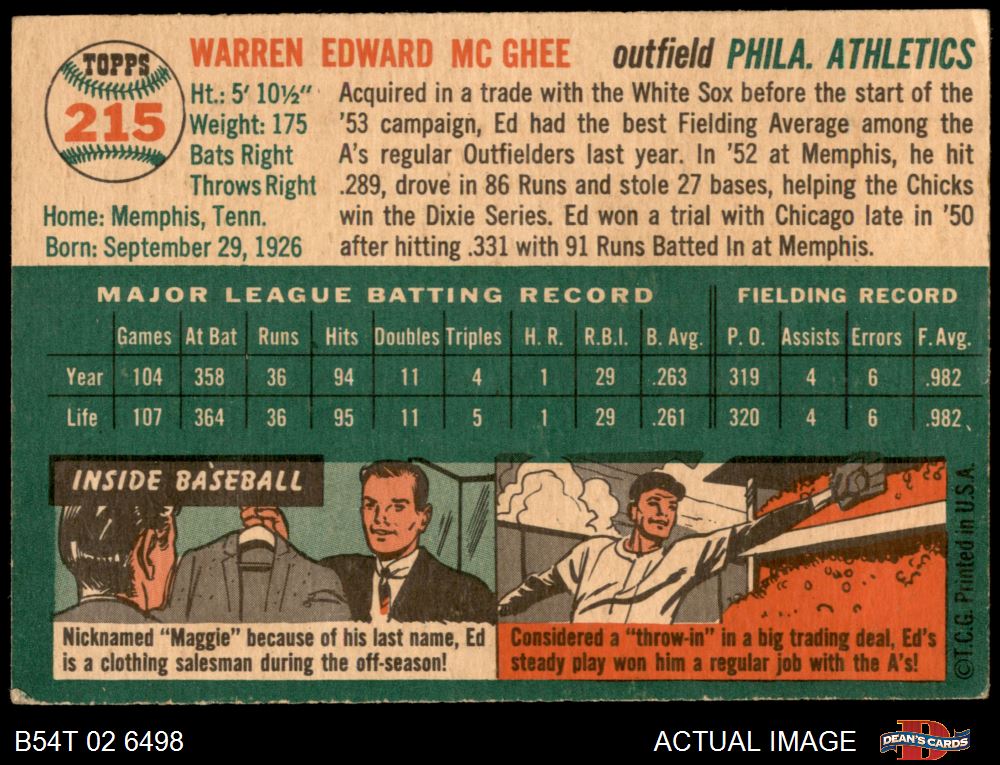 TOPPS
215
WARREN EDWARD MC GHEE outfield PHILA. ATHLETICS
Ht.: 5' 10½"
Weight: 175
Bats Right
Throws Right
Home: Memphis, Tenn.
Born: September 29, 1926
Acquired in a trade with the White Sox before the start of the
'53 campaign, Ed had the best Fielding Average among the
A's regular Outfielders last year. In '52 at Memphis, he hit
.289, drove in 86 Runs and stole 27 bases, helping the Chicks
win the Dixie Series. Ed won a trial with Chicago late in '50
after hitting .331 with 91 Runs Batted In at Memphis.
MAJOR LEAGUE BATTING RECORD FIELDING RECORD
Games At Bat Runs Hits Doubles Triples H. R. R.B.I. B. Avg. P. O. Assists Errors F. Avg.
Year 104 358 36 94 11 4 1 29 .263 319 4 6 .982
Life 107 364 36 95 11 5 1 29 .261 320 4 6 .982
INSIDE BASEBALL
Nicknamed "Maggie" because of his last name, Ed
is a clothing salesman during the off-season!
Considered a "throw-in" in a big trading deal, Ed's
steady play won him a regular job with the A's!
©T.C.G. Printed in U.S.A.
B54T 02 6498
ACTUAL IMAGE
DEAN'S CARDS